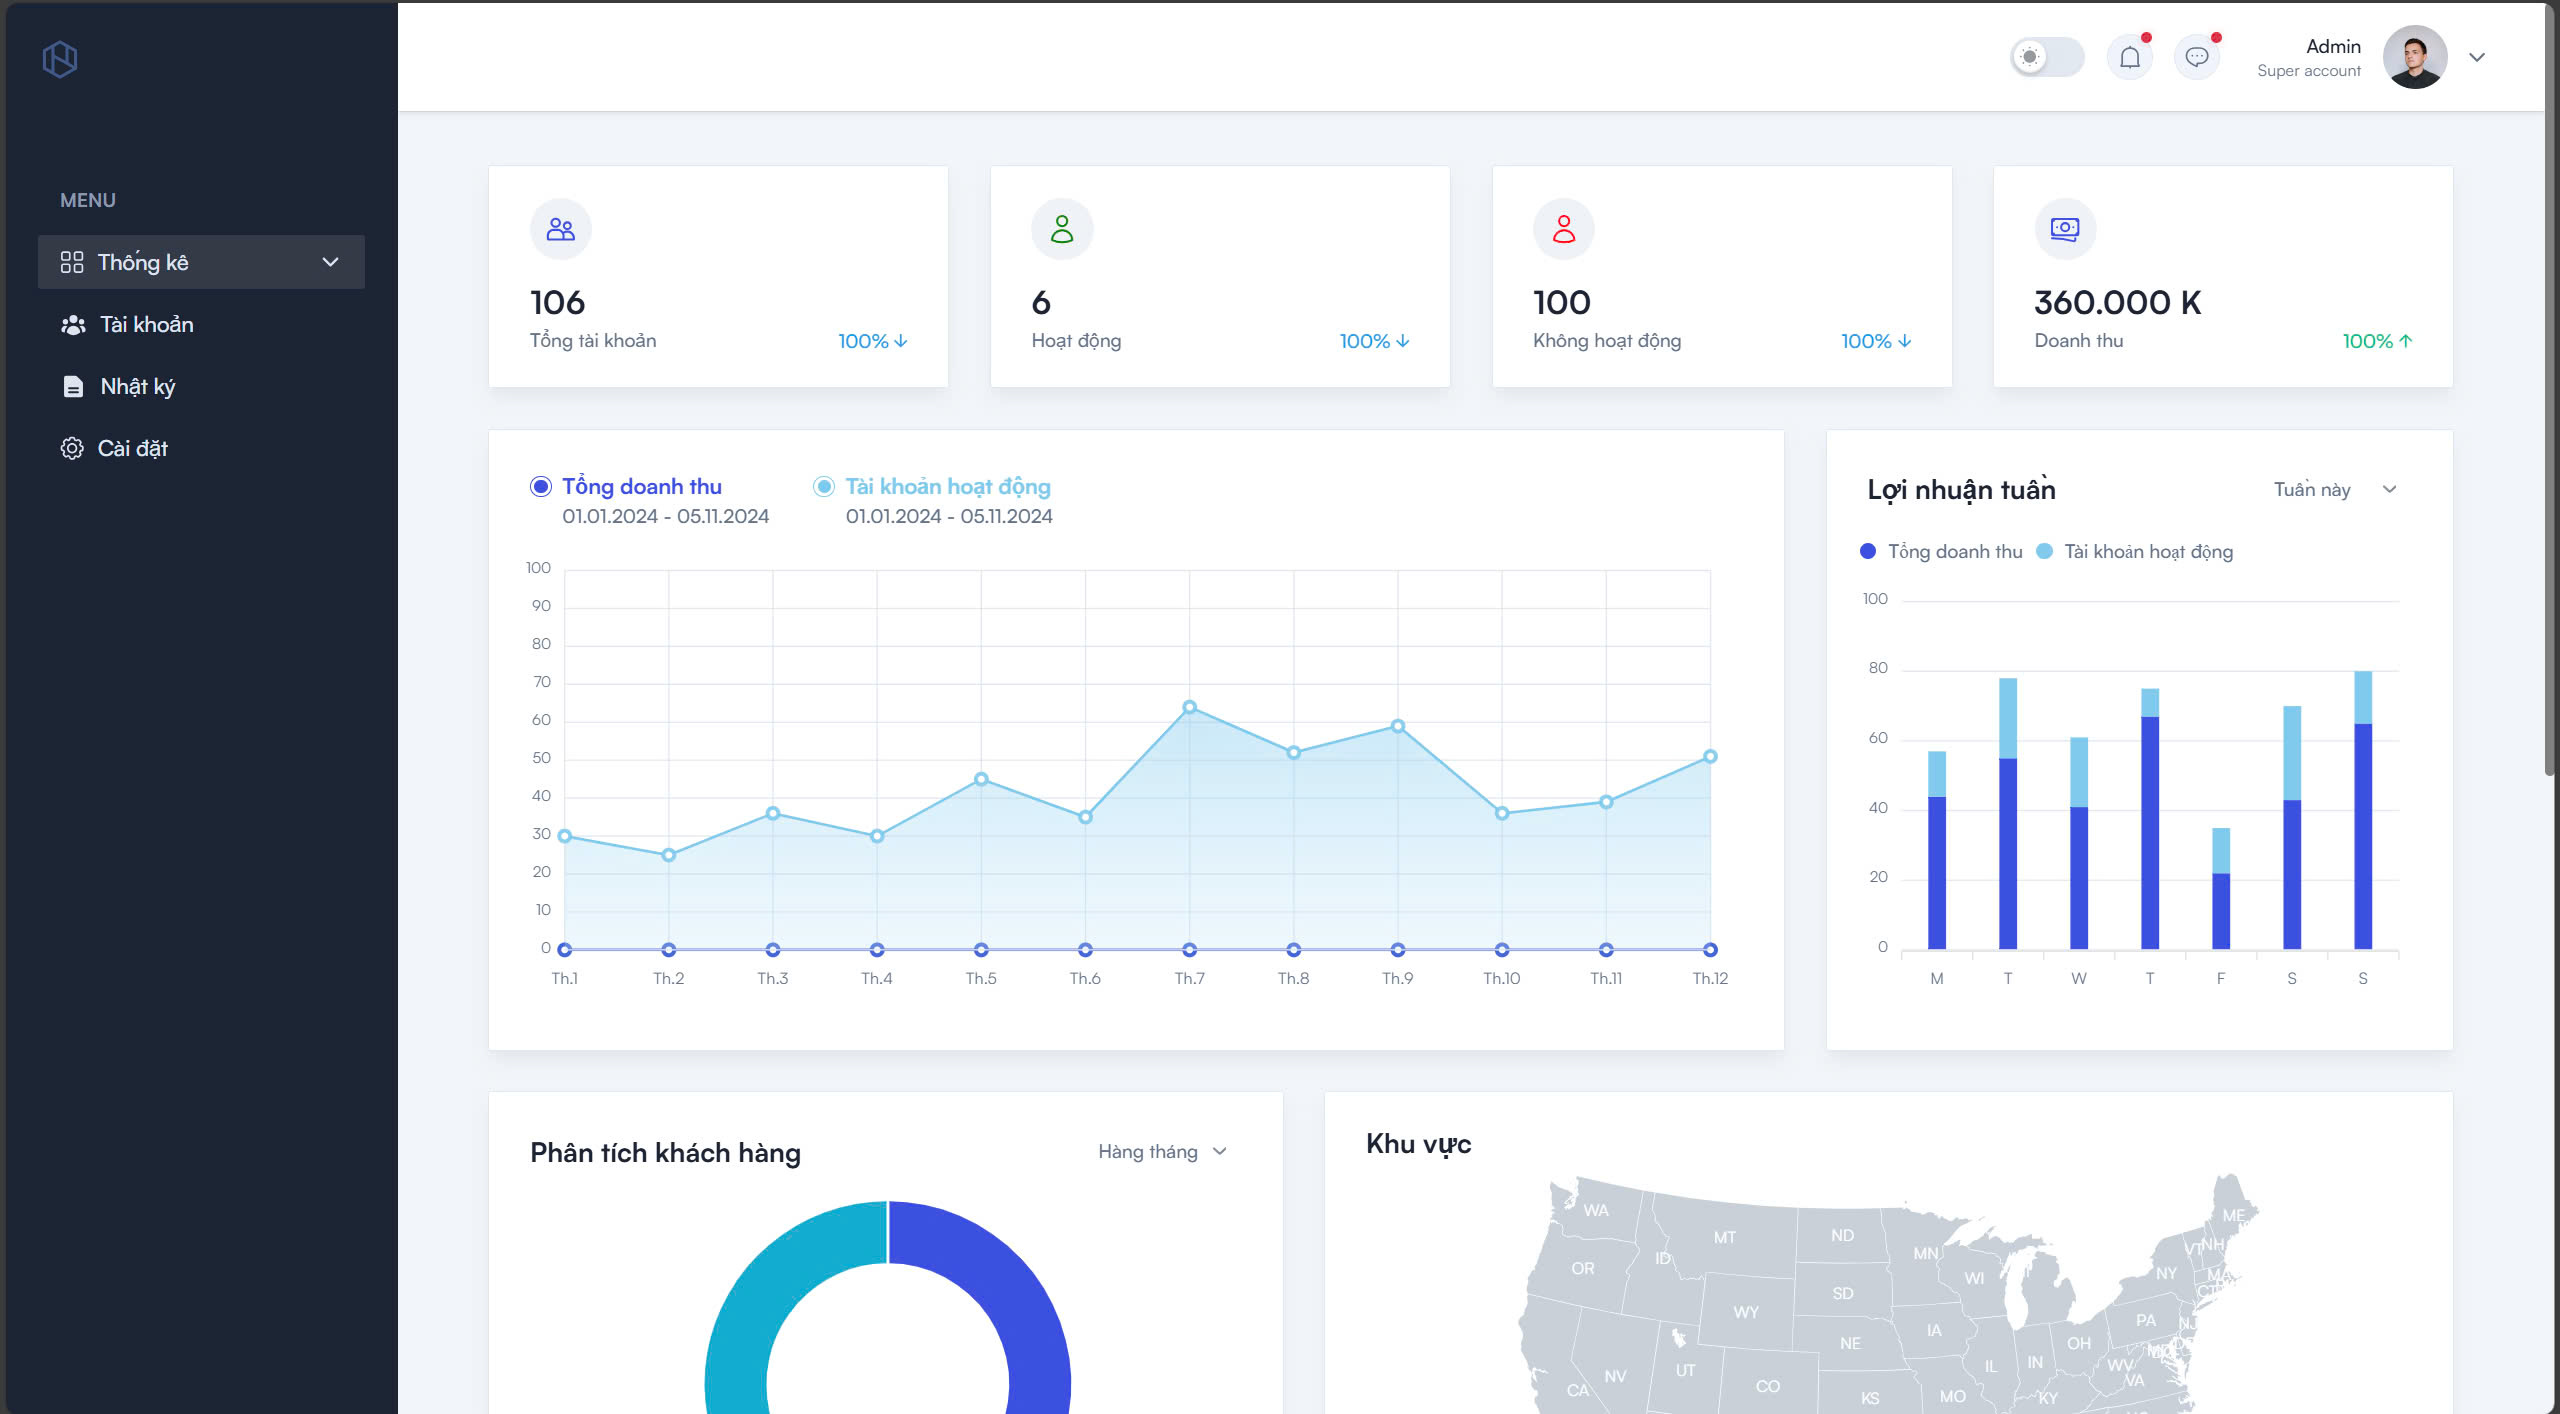 Admin
Super account
MENU
Thống kê
Tài khoản
Nhật ký
Cài đặt
106
Tổng tài khoản
100%
6
Hoạt động
100%
100
Không hoạt động
100%
360.000 K
Doanh thu
100%
Tổng doanh thu
01.01.2024 - 05.11.2024
Tài khoản hoạt động
01.01.2024 - 05.11.2024
100
90
80
70
60
50
40
30
20
10
0
Th.1 Th.2 Th.3 Th.4 Th.5 Th.6 Th.7 Th.8 Th.9 Th.10 Th.11 Th.12
Lợi nhuận tuần
Tuần này
Tổng doanh thu Tài khoản hoạt động
100
80
60
40
20
0
M T W T F S S
Phân tích khách hàng
Hàng tháng
Khu vực
WA
MT
ND
MN
ME
OR
ID
WI
VT
NH
NY
MA
CT
SD
WY
PA
NJ
IA
NE
OH
NV
UT
IL
IN
WV
VA
CA
CO
KS
MO
KY